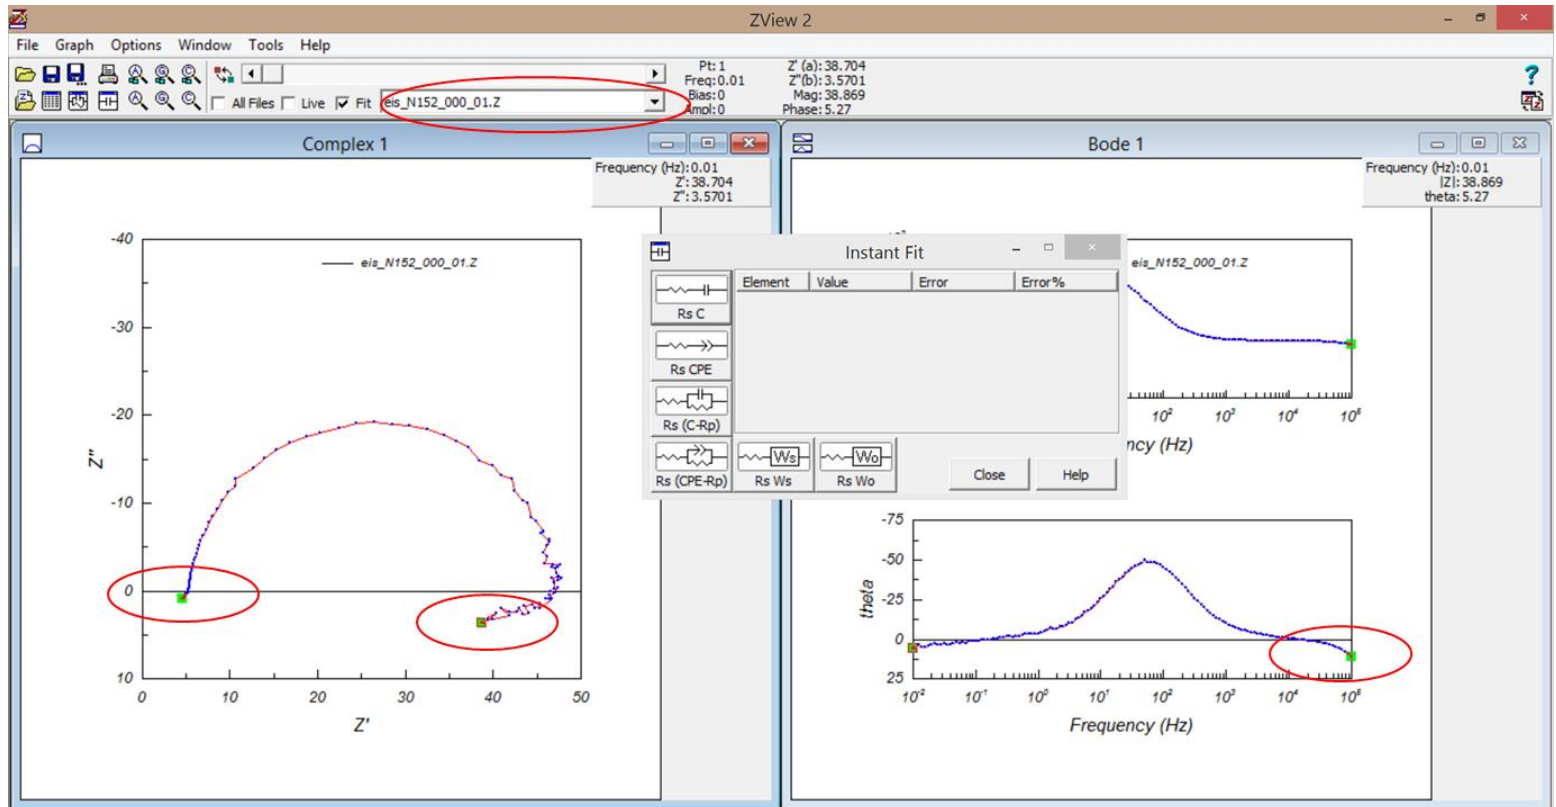 ZView 2
File Graph Options Window Tools Help
Pt: 1
Freq: 0.01
Bias: 0
Ampl: 0
Z' (a): 38.704
Z"(b): 3.5701
Mag: 38.869
Phase: 5.27
All Files Live Fit eis_N152_000_01.Z
Complex 1
Frequency (Hz): 0.01
Z': 38.704
Z": 3.5701
eis_N152_000_01.Z
-40
-30
-20
-10
0
10
Z"
0 10 20 30 40 50
Z'
Bode 1
Frequency (Hz): 0.01
|Z|: 38.869
theta: 5.27
eis_N152_000_01.Z
10² 10³ 10⁴ 10⁵
ncy (Hz)
Instant Fit
Element Value Error Error%
Rs C
Rs CPE
Rs (C-Rp)
Rs (CPE-Rp) Rs Ws Rs Wo
Ws Wo
Close Help
-75
-50
-25
0
25
theta
10⁻² 10⁻¹ 10⁰ 10¹ 10² 10³ 10⁴ 10⁵
Frequency (Hz)